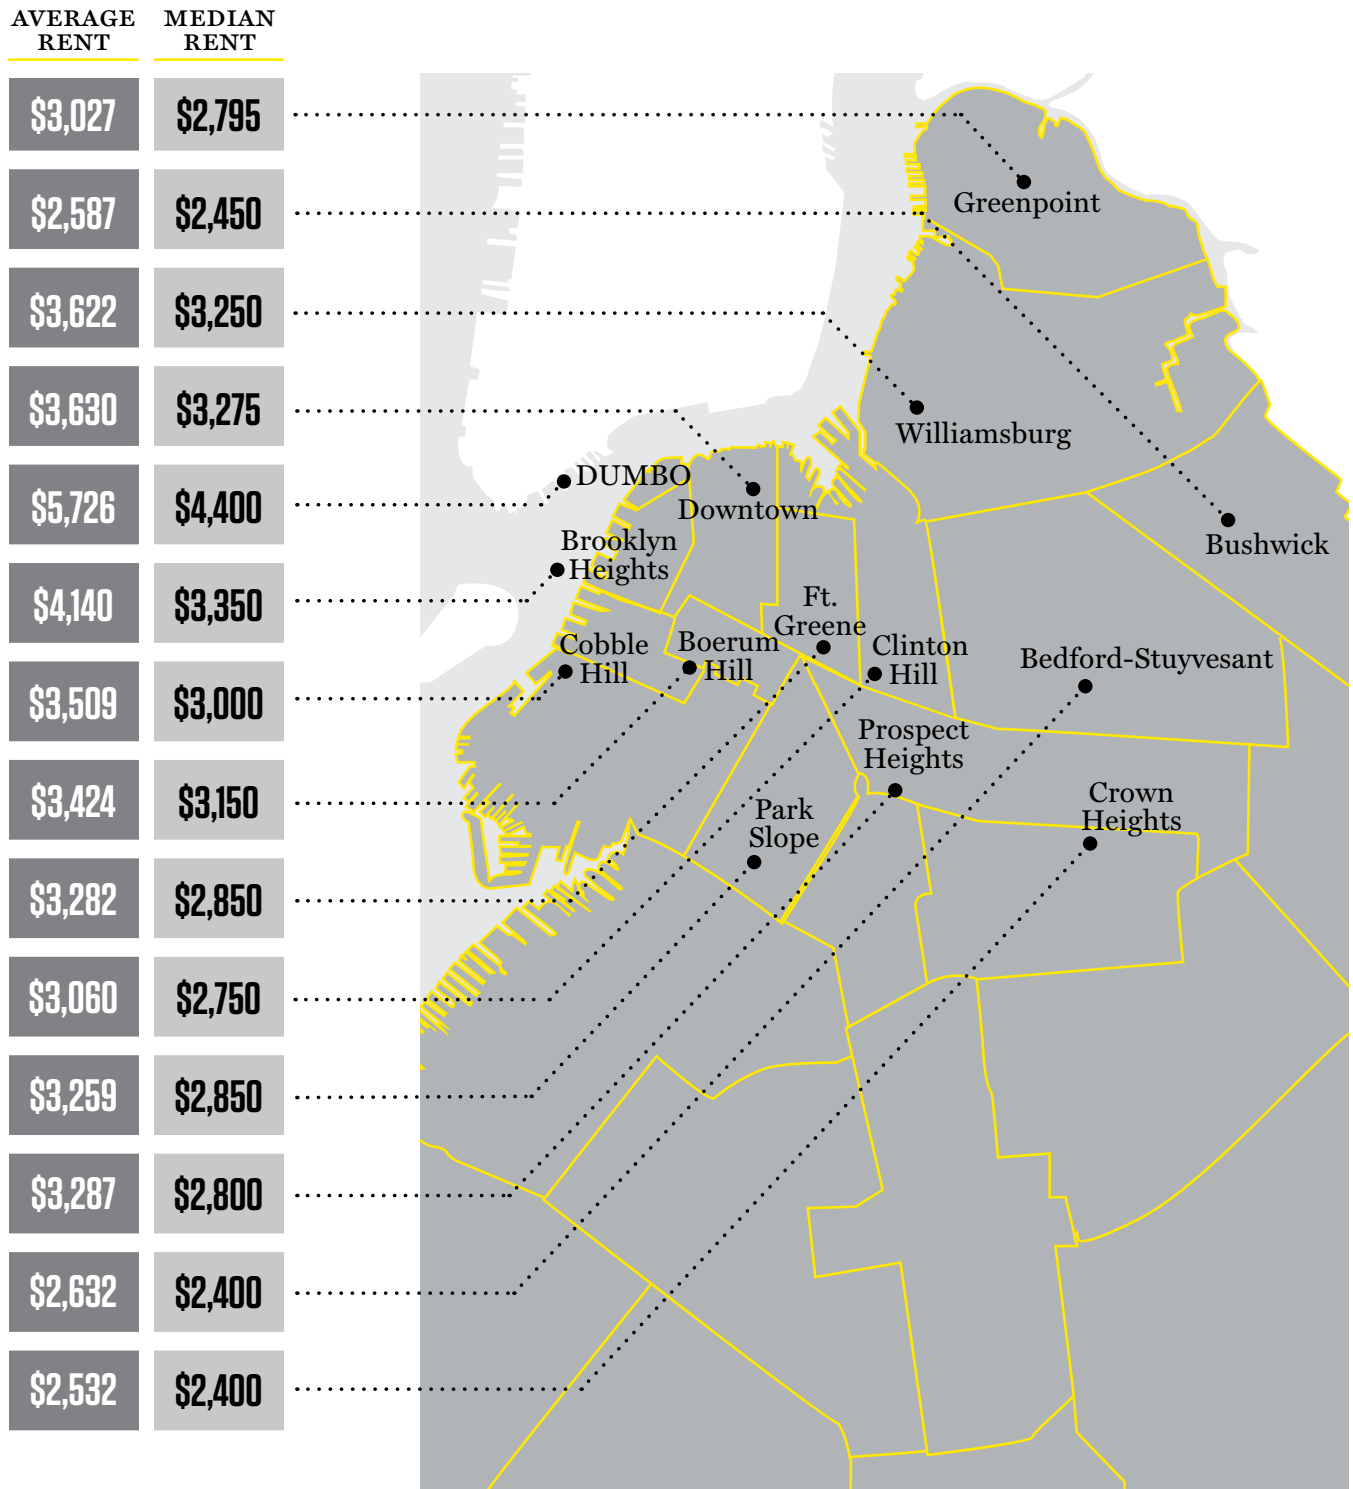 AVERAGE
RENT
MEDIAN
RENT
$3,027
$2,795
$2,587
$2,450
$3,622
$3,250
$3,630
$3,275
$5,726
$4,400
$4,140
$3,350
$3,509
$3,000
$3,424
$3,150
$3,282
$2,850
$3,060
$2,750
$3,259
$2,850
$3,287
$2,800
$2,632
$2,400
$2,532
$2,400
Greenpoint
Williamsburg
DUMBO
Downtown
Bushwick
Brooklyn
Heights
Ft.
Greene
Cobble
Hill
Boerum
Hill
Clinton
Hill
Bedford-Stuyvesant
Prospect
Heights
Park
Slope
Crown
Heights